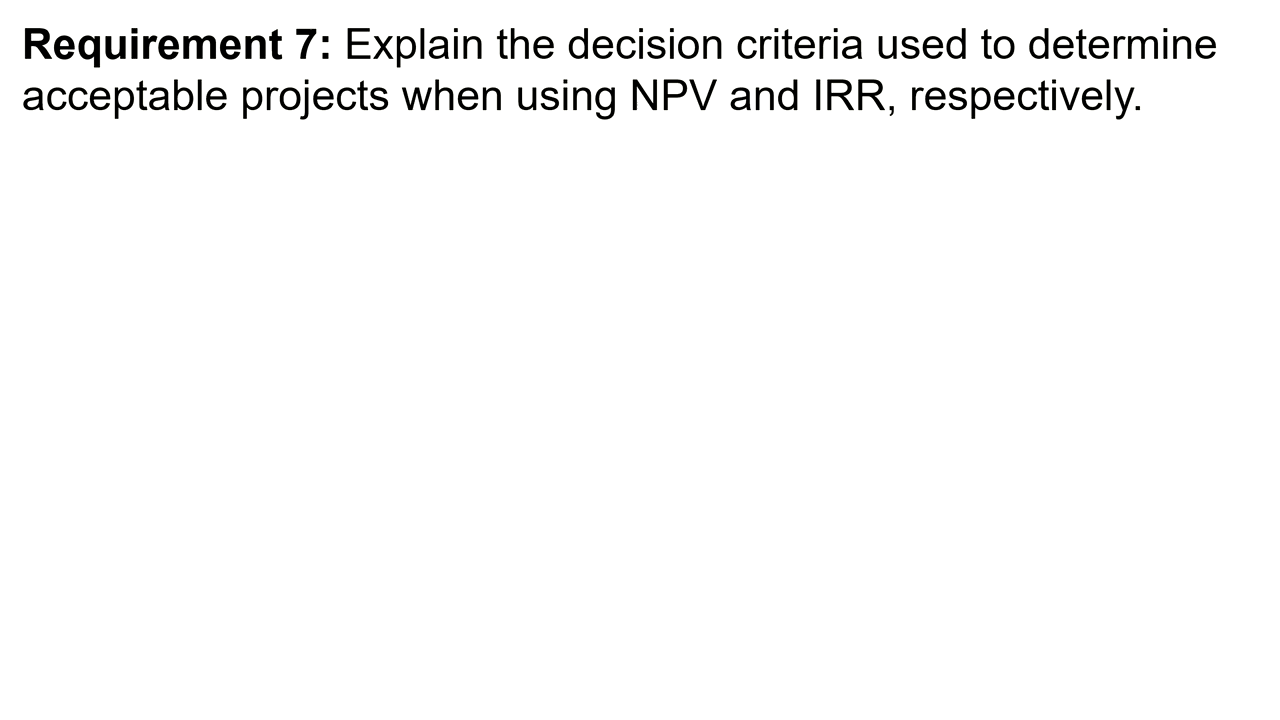 Requirement 7: Explain the decision criteria used to determine
acceptable projects when using NPV and IRR, respectively.